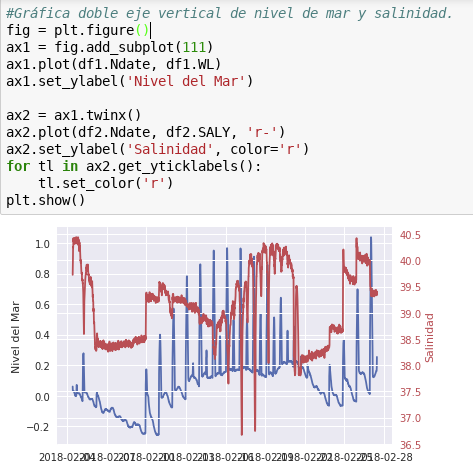 #Gráfica doble eje vertical de nivel de mar y salinidad.
fig = plt.figure()
ax1 = fig.add_subplot(111)
ax1.plot(df1.Ndate, df1.WL)
ax1.set_ylabel('Nivel del Mar')
ax2 = ax1.twinx()
ax2.plot(df2.Ndate, df2.SALY, 'r-')
ax2.set_ylabel('Salinidad', color='r')
for tl in ax2.get_yticklabels():
    tl.set_color('r')
plt.show()
1.0
0.8
0.6
0.4
0.2
0.0
−0.2
Nivel del Mar
40.5
40.0
39.5
39.0
38.5
38.0
37.5
37.0
36.5
Salinidad
2018-02-04 2018-02-07 2018-02-10 2018-02-13 2018-02-16 2018-02-19 2018-02-22 2018-02-25 2018-02-28